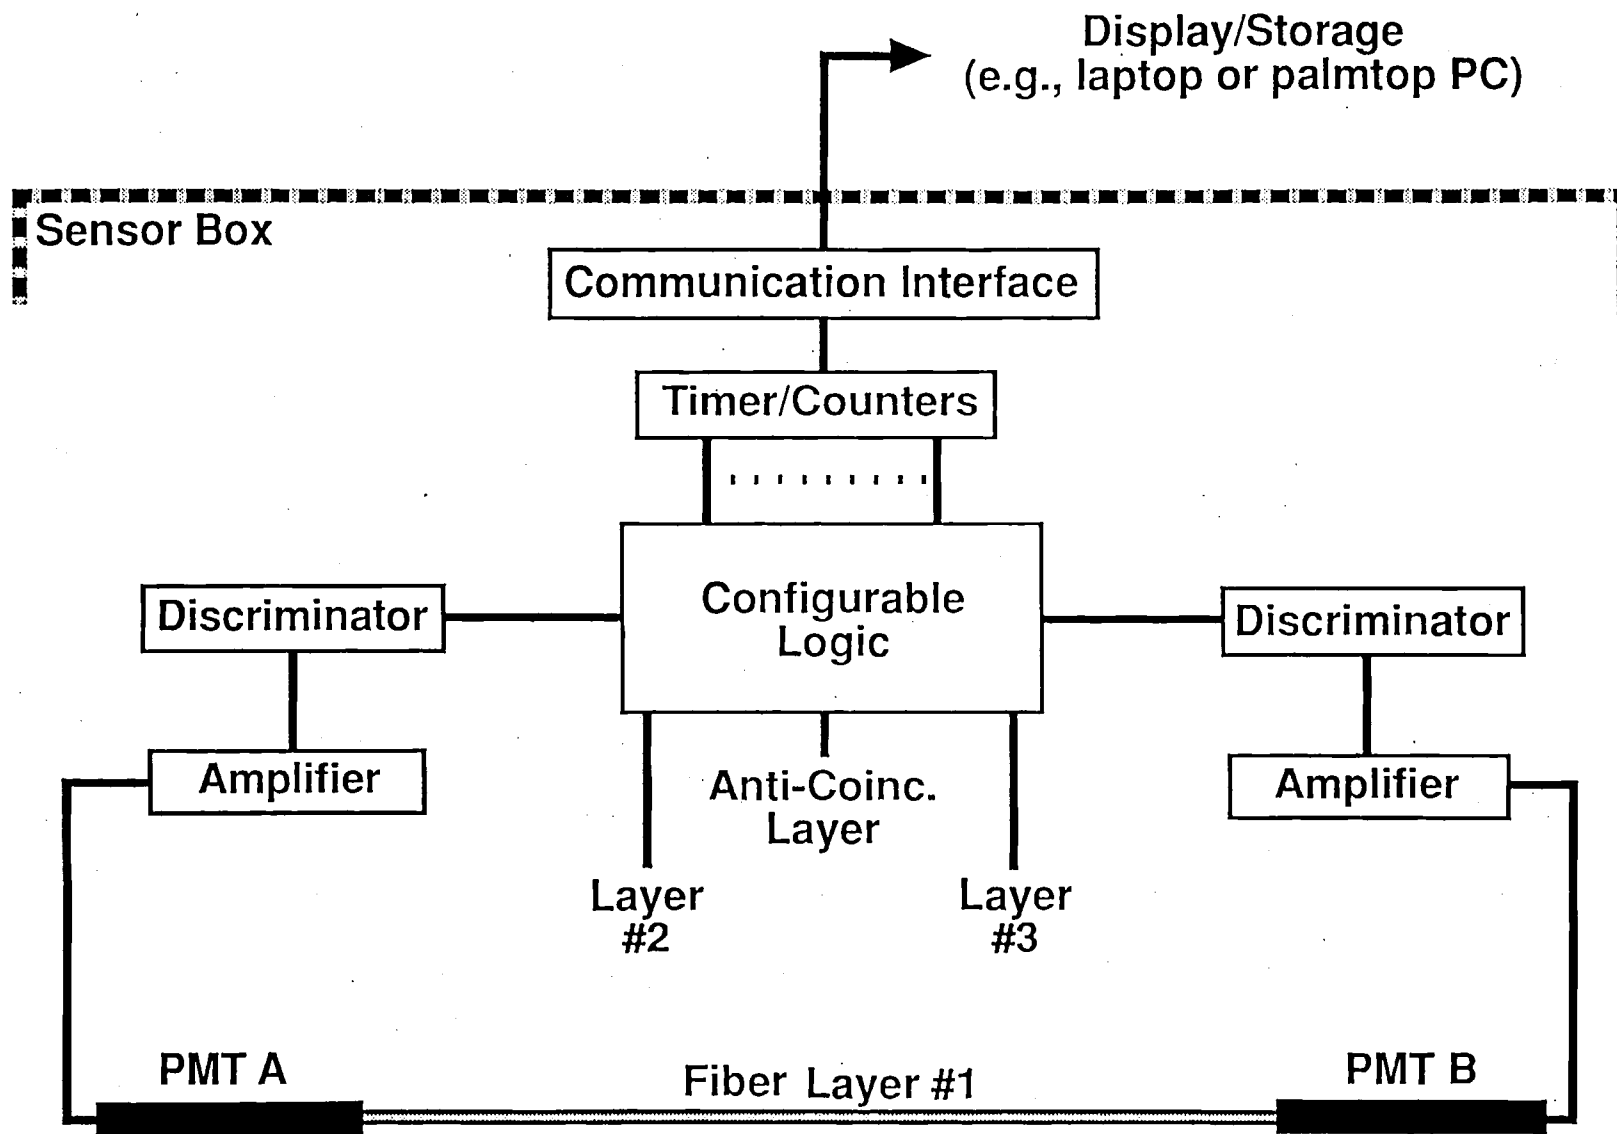 Display/Storage
(e.g., laptop or palmtop PC)
Sensor Box
Communication Interface
Timer/Counters
Configurable
Logic
Discriminator
Discriminator
Amplifier
Amplifier
Anti-Coinc.
Layer
Layer
#2
Layer
#3
PMT A
Fiber Layer #1
PMT B